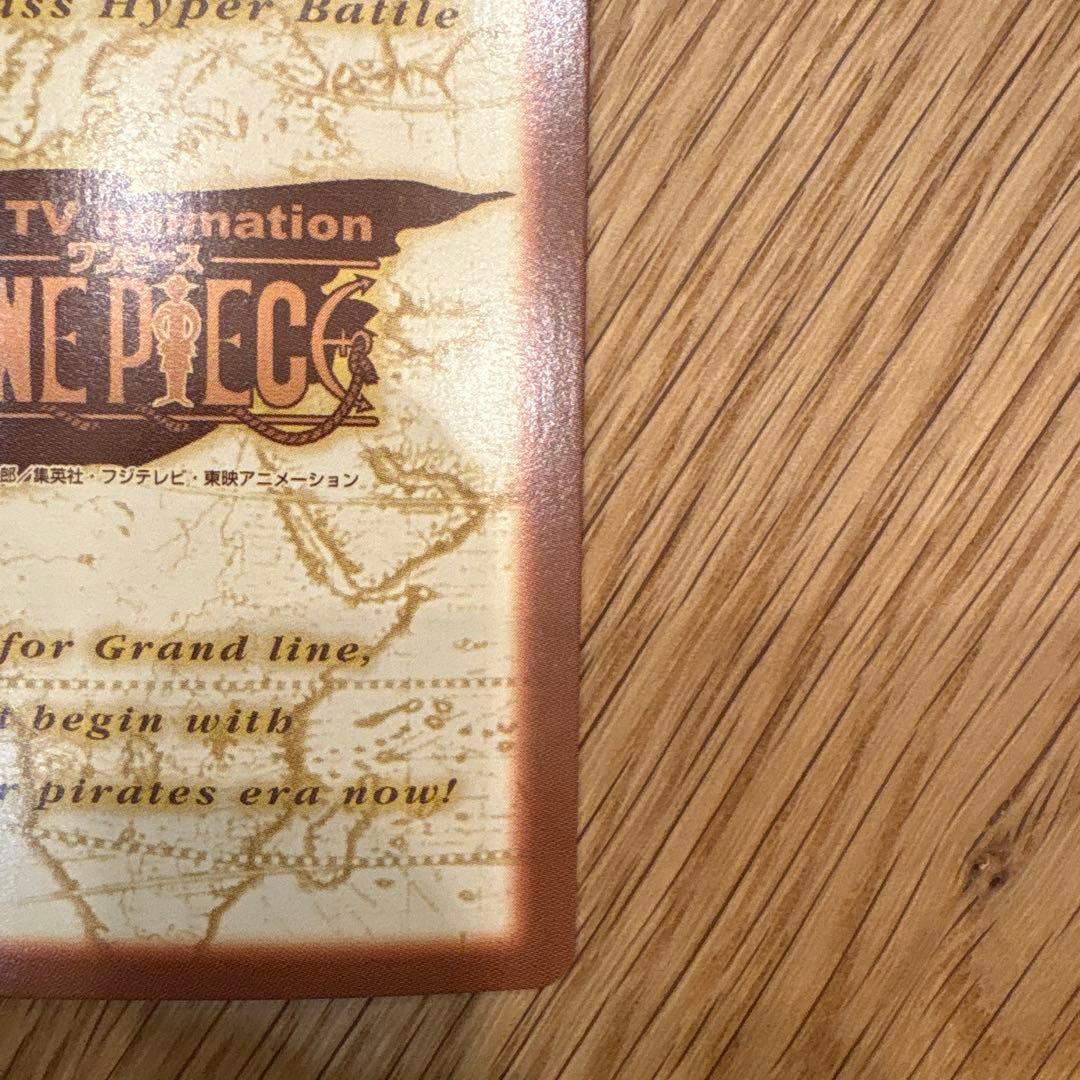 Hyper Battle
TV animation
ワンピース
NE PIECE
郎／集英社・フジテレビ・東映アニメーション
for Grand line,
begin with
pirates era now!